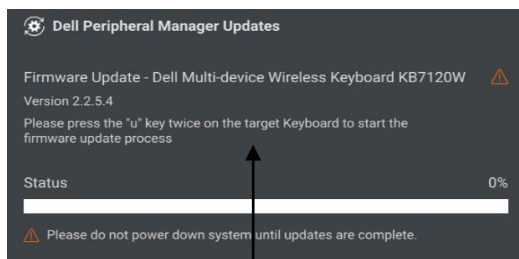 Dell Peripheral Manager Updates
Firmware Update - Dell Multi-device Wireless Keyboard KB7120W
Version 2.2.5.4
Please press the "u" key twice on the target Keyboard to start the
firmware update process
Status 0%
Please do not power down system until updates are complete.